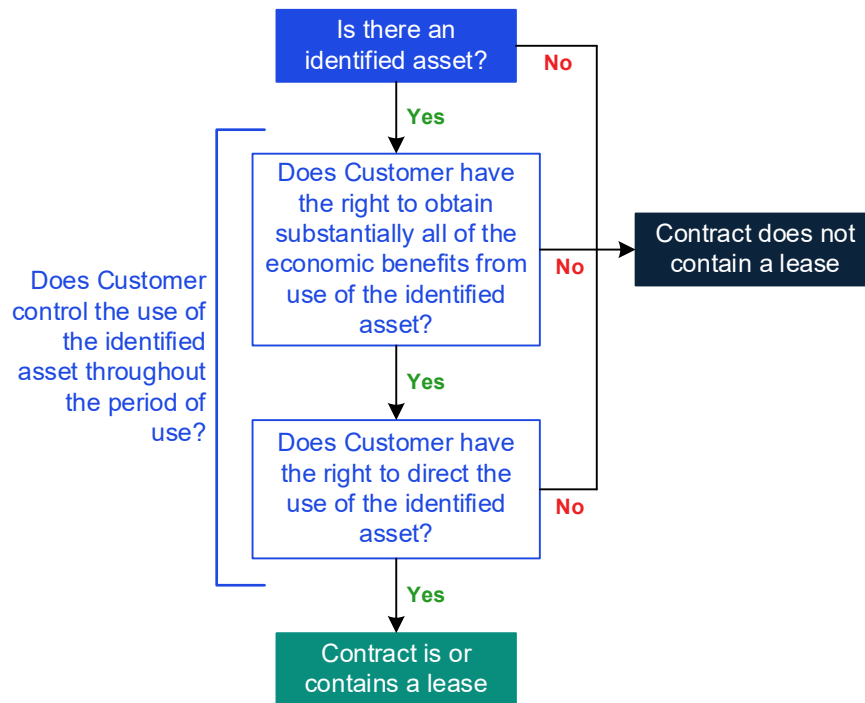 Is there an
identified asset?
No
Yes
Does Customer have
the right to obtain
substantially all of the
economic benefits from
use of the identified
asset?
No
Contract does not
contain a lease
Does Customer
control the use of
the identified
asset throughout
the period of
use?
Yes
Does Customer have
the right to direct the
use of the identified
asset?
No
Yes
Contract is or
contains a lease